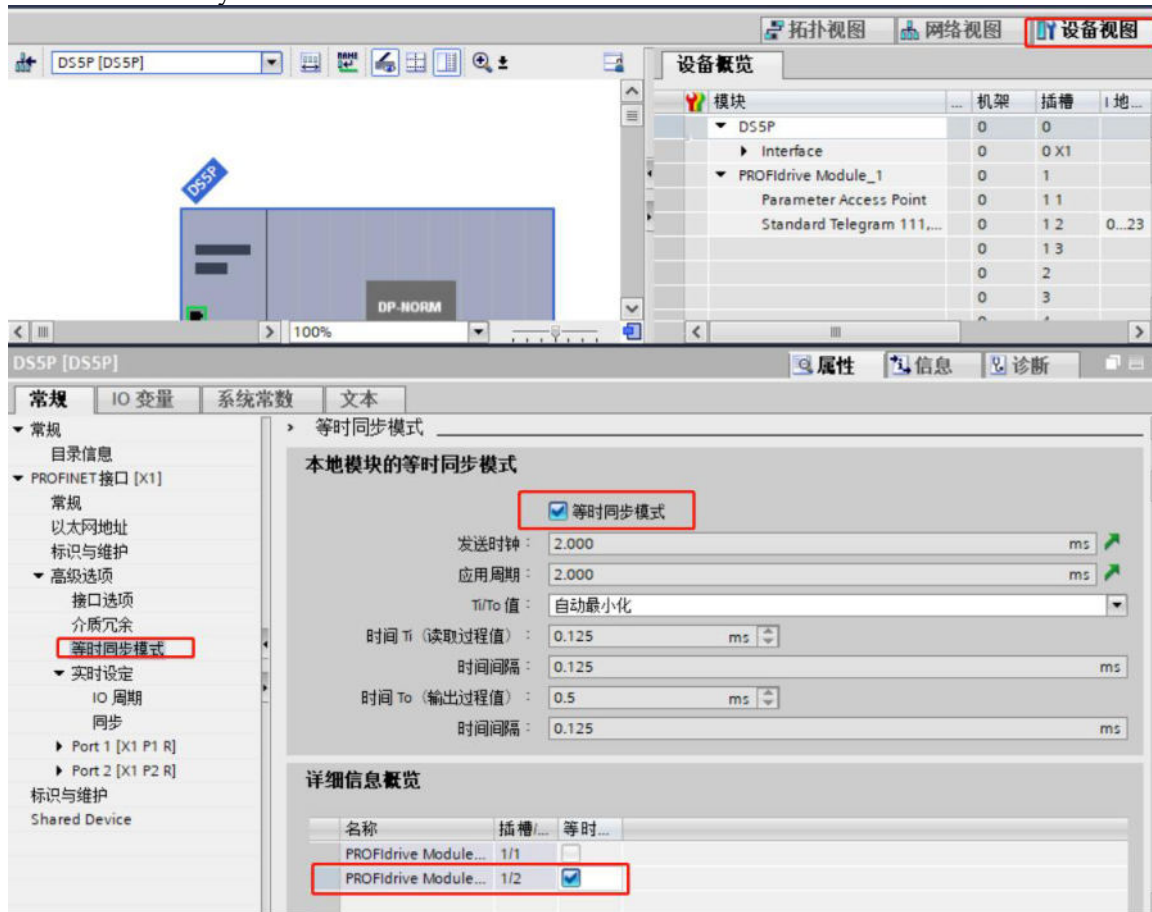 拓扑视图 网络视图 设备视图
DS5P [DS5P]
设备概览
模块 ... 机架 插槽 I 地...
DS5P 0 0
Interface 0 0 X1
PROFIdrive Module_1 0 1
Parameter Access Point 0 1 1
Standard Telegram 111,... 0 1 2 0...23
0 1 3
0 2
0 3
DS5P
DP-NORM
100%
DS5P [DS5P]
属性 信息 诊断
常规 IO 变量 系统常数 文本
常规
目录信息
PROFINET接口 [X1]
常规
以太网地址
标识与维护
高级选项
接口选项
介质冗余
等时同步模式
实时设定
IO 周期
同步
Port 1 [X1 P1 R]
Port 2 [X1 P2 R]
标识与维护
Shared Device
等时同步模式
本地模块的等时同步模式
等时同步模式
发送时钟： 2.000 ms
应用周期： 2.000 ms
Ti/To 值： 自动最小化
时间 Ti（读取过程值）： 0.125 ms
时间间隔： 0.125 ms
时间 To（输出过程值）： 0.5 ms
时间间隔： 0.125 ms
详细信息概览
名称 插槽/... 等时...
PROFIdrive Module... 1/1
PROFIdrive Module... 1/2